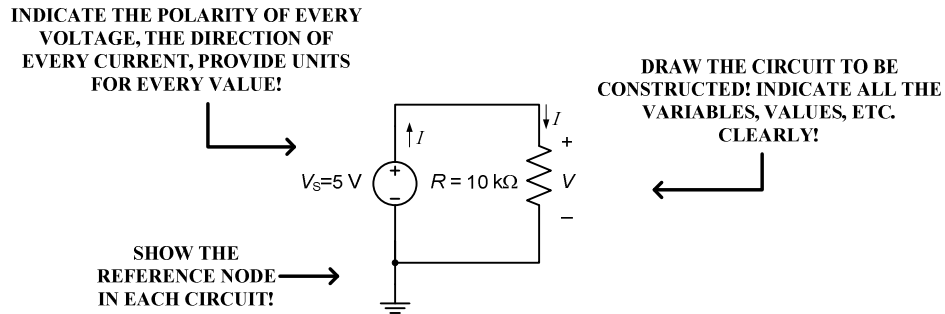 INDICATE THE POLARITY OF EVERY
VOLTAGE, THE DIRECTION OF
EVERY CURRENT, PROVIDE UNITS
FOR EVERY VALUE!
DRAW THE CIRCUIT TO BE
CONSTRUCTED! INDICATE ALL THE
VARIABLES, VALUES, ETC.
CLEARLY!
I
I
+
+
VS=5 V
R = 10 kΩ
V
–
–
SHOW THE
REFERENCE NODE
IN EACH CIRCUIT!